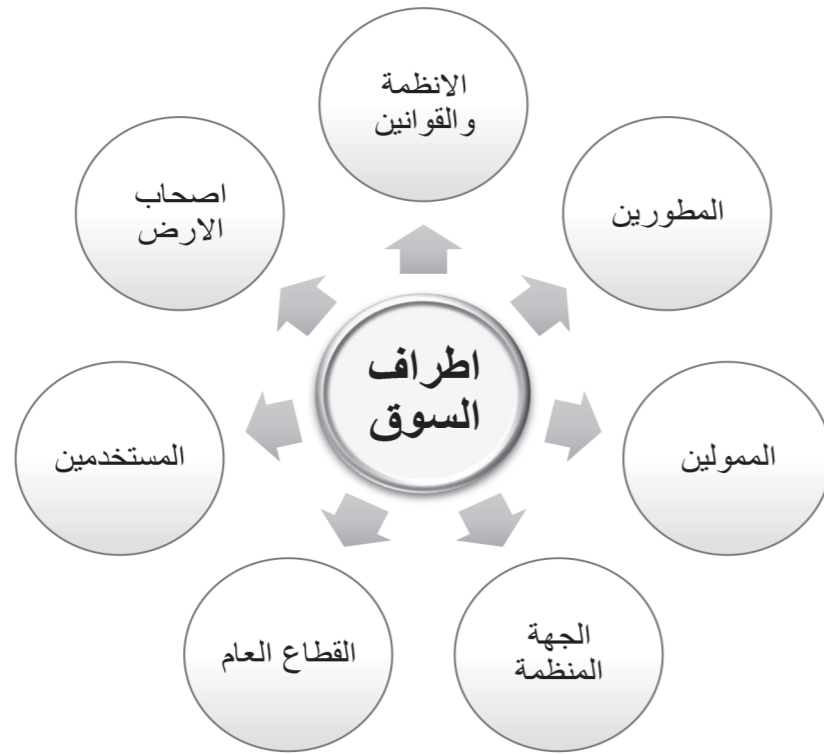 الانظمة
والقوانين
المطورين
الممولين
الجهة
المنظمة
القطاع العام
المستخدمين
اصحاب
الارض
اطراف
السوق